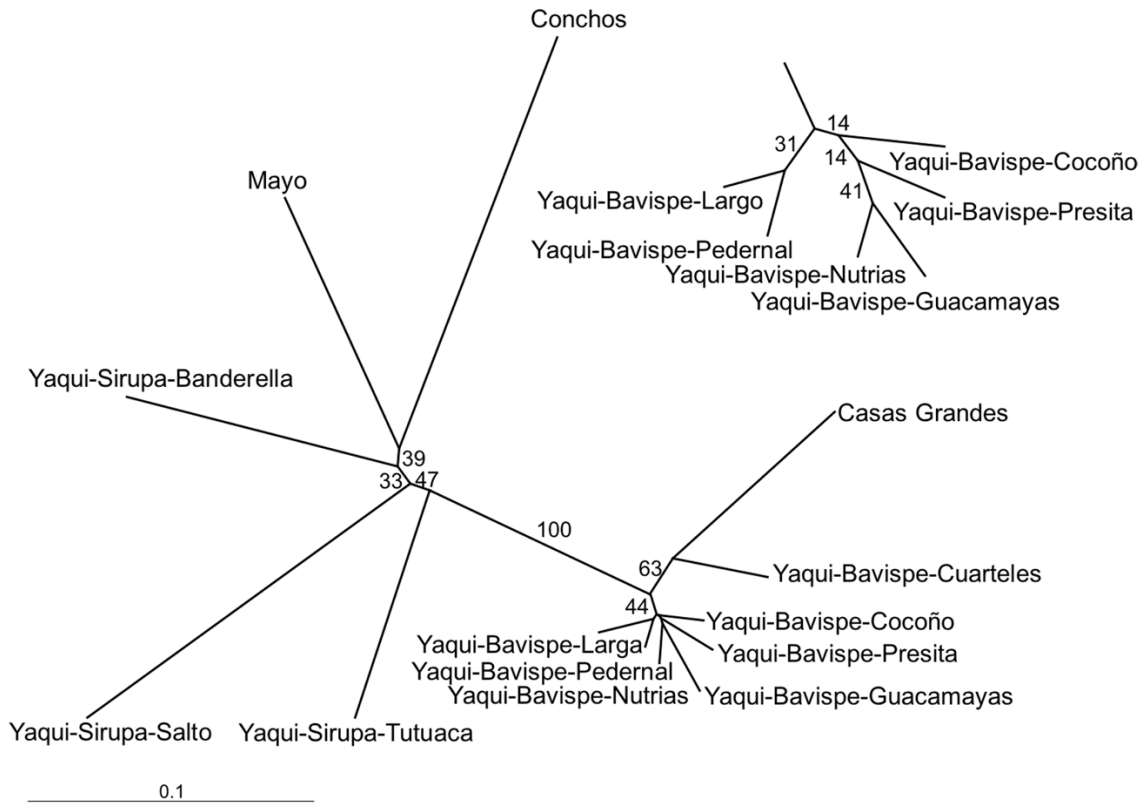 Conchos
14
31
Yaqui-Bavispe-Cocoño
14
Mayo
Yaqui-Bavispe-Largo
41
Yaqui-Bavispe-Presita
Yaqui-Bavispe-Pedernal
Yaqui-Bavispe-Nutrias
Yaqui-Bavispe-Guacamayas
Yaqui-Sirupa-Banderella
Casas Grandes
39
33
47
100
63
Yaqui-Bavispe-Cuarteles
44
Yaqui-Bavispe-Cocoño
Yaqui-Bavispe-Larga
Yaqui-Bavispe-Presita
Yaqui-Bavispe-Pedernal
Yaqui-Bavispe-Nutrias
Yaqui-Bavispe-Guacamayas
Yaqui-Sirupa-Salto
Yaqui-Sirupa-Tutuaca
0.1